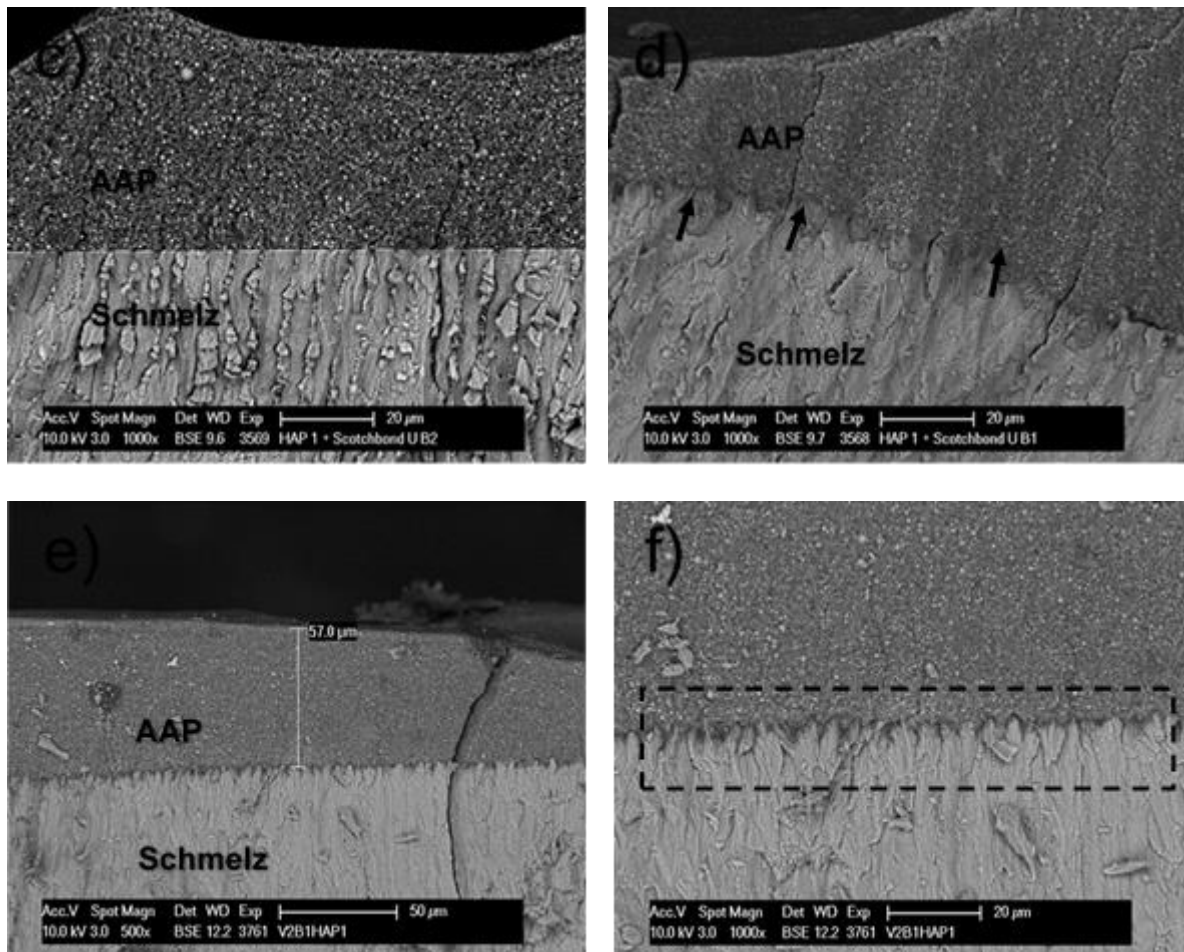 c)
AAP
Schmelz
Acc.V Spot Magn Det WD Exp 20 µm
10.0 kV 3.0 1000x BSE 9.6 3569 HAP 1 + Scotchbond U B2
d)
AAP
Schmelz
Acc.V Spot Magn Det WD Exp 20 µm
10.0 kV 3.0 1000x BSE 9.7 3568 HAP 1 + Scotchbond U B1
e)
57.0 µm
AAP
Schmelz
Acc.V Spot Magn Det WD Exp 50 µm
10.0 kV 3.0 500x BSE 12.2 3761 V2B1HAP1
f)
Acc.V Spot Magn Det WD Exp 20 µm
10.0 kV 3.0 1000x BSE 12.2 3761 V2B1HAP1